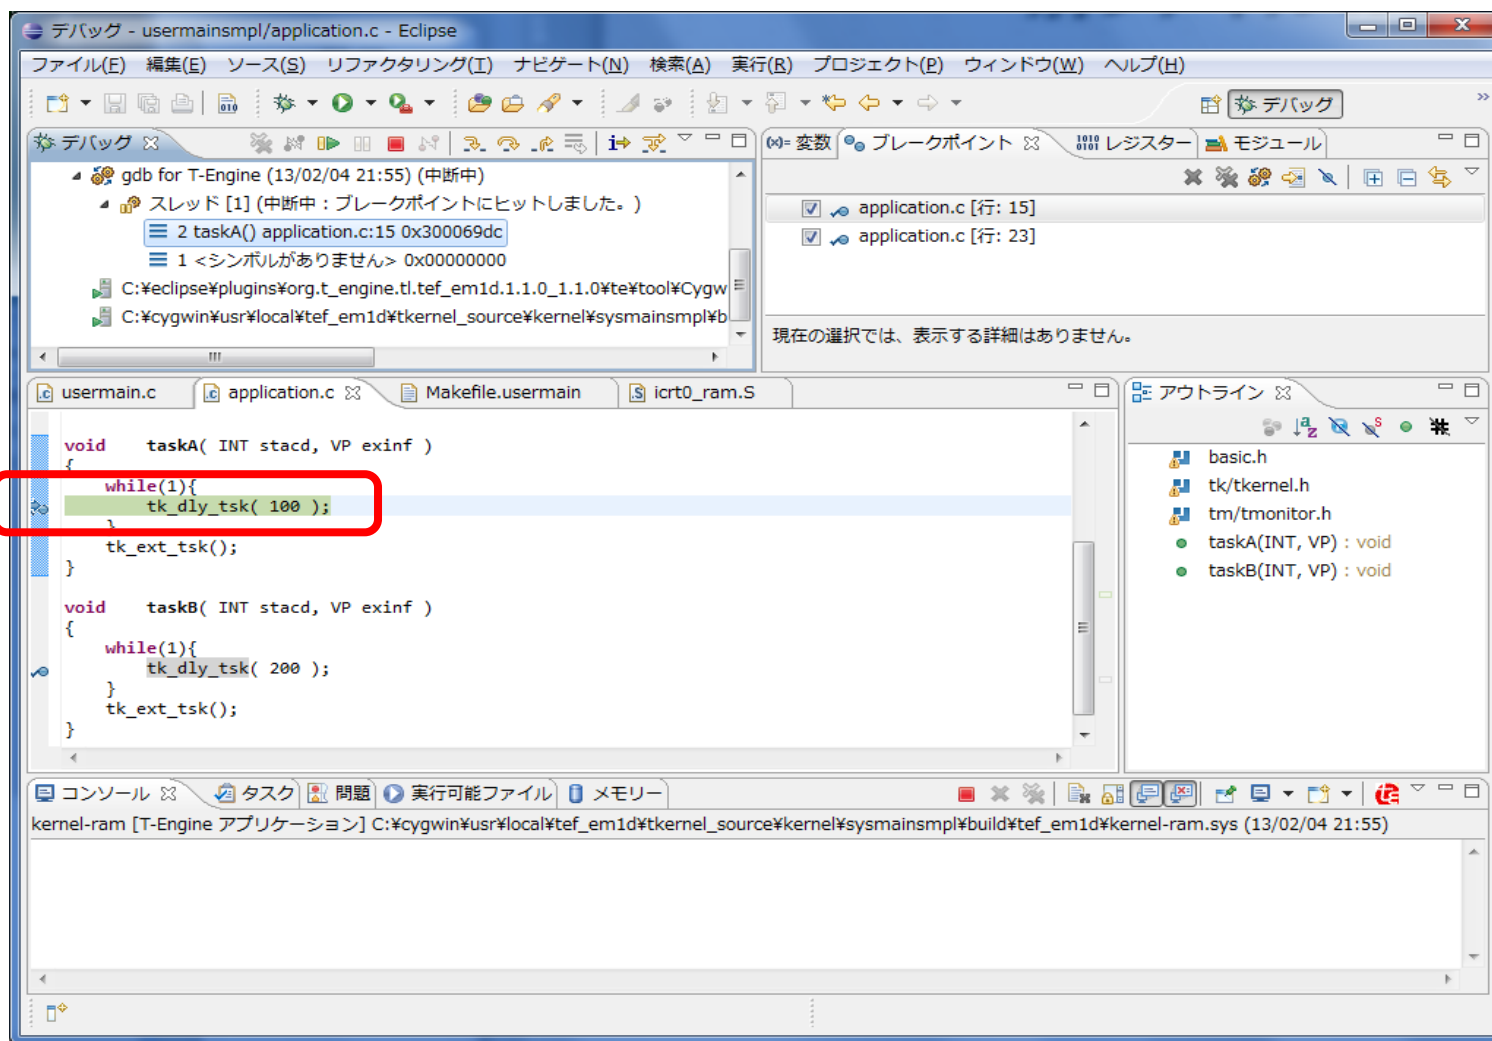 デバッグ - usermainsmpl/application.c - Eclipse
ファイル(F) 編集(E) ソース(S) リファクタリング(T) ナビゲート(N) 検索(A) 実行(R) プロジェクト(P) ウィンドウ(W) ヘルプ(H)
デバッグ
デバッグ
gdb for T-Engine (13/02/04 21:55) (中断中)
スレッド [1] (中断中：ブレークポイントにヒットしました。)
2 taskA() application.c:15 0x300069dc
1 <シンボルがありません> 0x00000000
C:¥eclipse¥plugins¥org.t_engine.tl.tef_em1d.1.1.0_1.1.0¥te¥tool¥Cygw
C:¥cygwin¥usr¥local¥tef_em1d¥tkernel_source¥kernel¥sysmainsmpl¥b
(x)= 変数 ブレークポイント 1010 0101 レジスター モジュール
application.c [行: 15]
application.c [行: 23]
現在の選択では、表示する詳細はありません。
usermain.c application.c Makefile.usermain icrt0_ram.S
void taskA( INT stacd, VP exinf )
{
while(1){
tk_dly_tsk( 100 );
}
tk_ext_tsk();
}
void taskB( INT stacd, VP exinf )
{
while(1){
tk_dly_tsk( 200 );
}
tk_ext_tsk();
}
アウトライン
basic.h
tk/tkernel.h
tm/tmonitor.h
taskA(INT, VP) : void
taskB(INT, VP) : void
コンソール タスク 問題 実行可能ファイル メモリー
kernel-ram [T-Engine アプリケーション] C:¥cygwin¥usr¥local¥tef_em1d¥tkernel_source¥kernel¥sysmainsmpl¥build¥tef_em1d¥kernel-ram.sys (13/02/04 21:55)